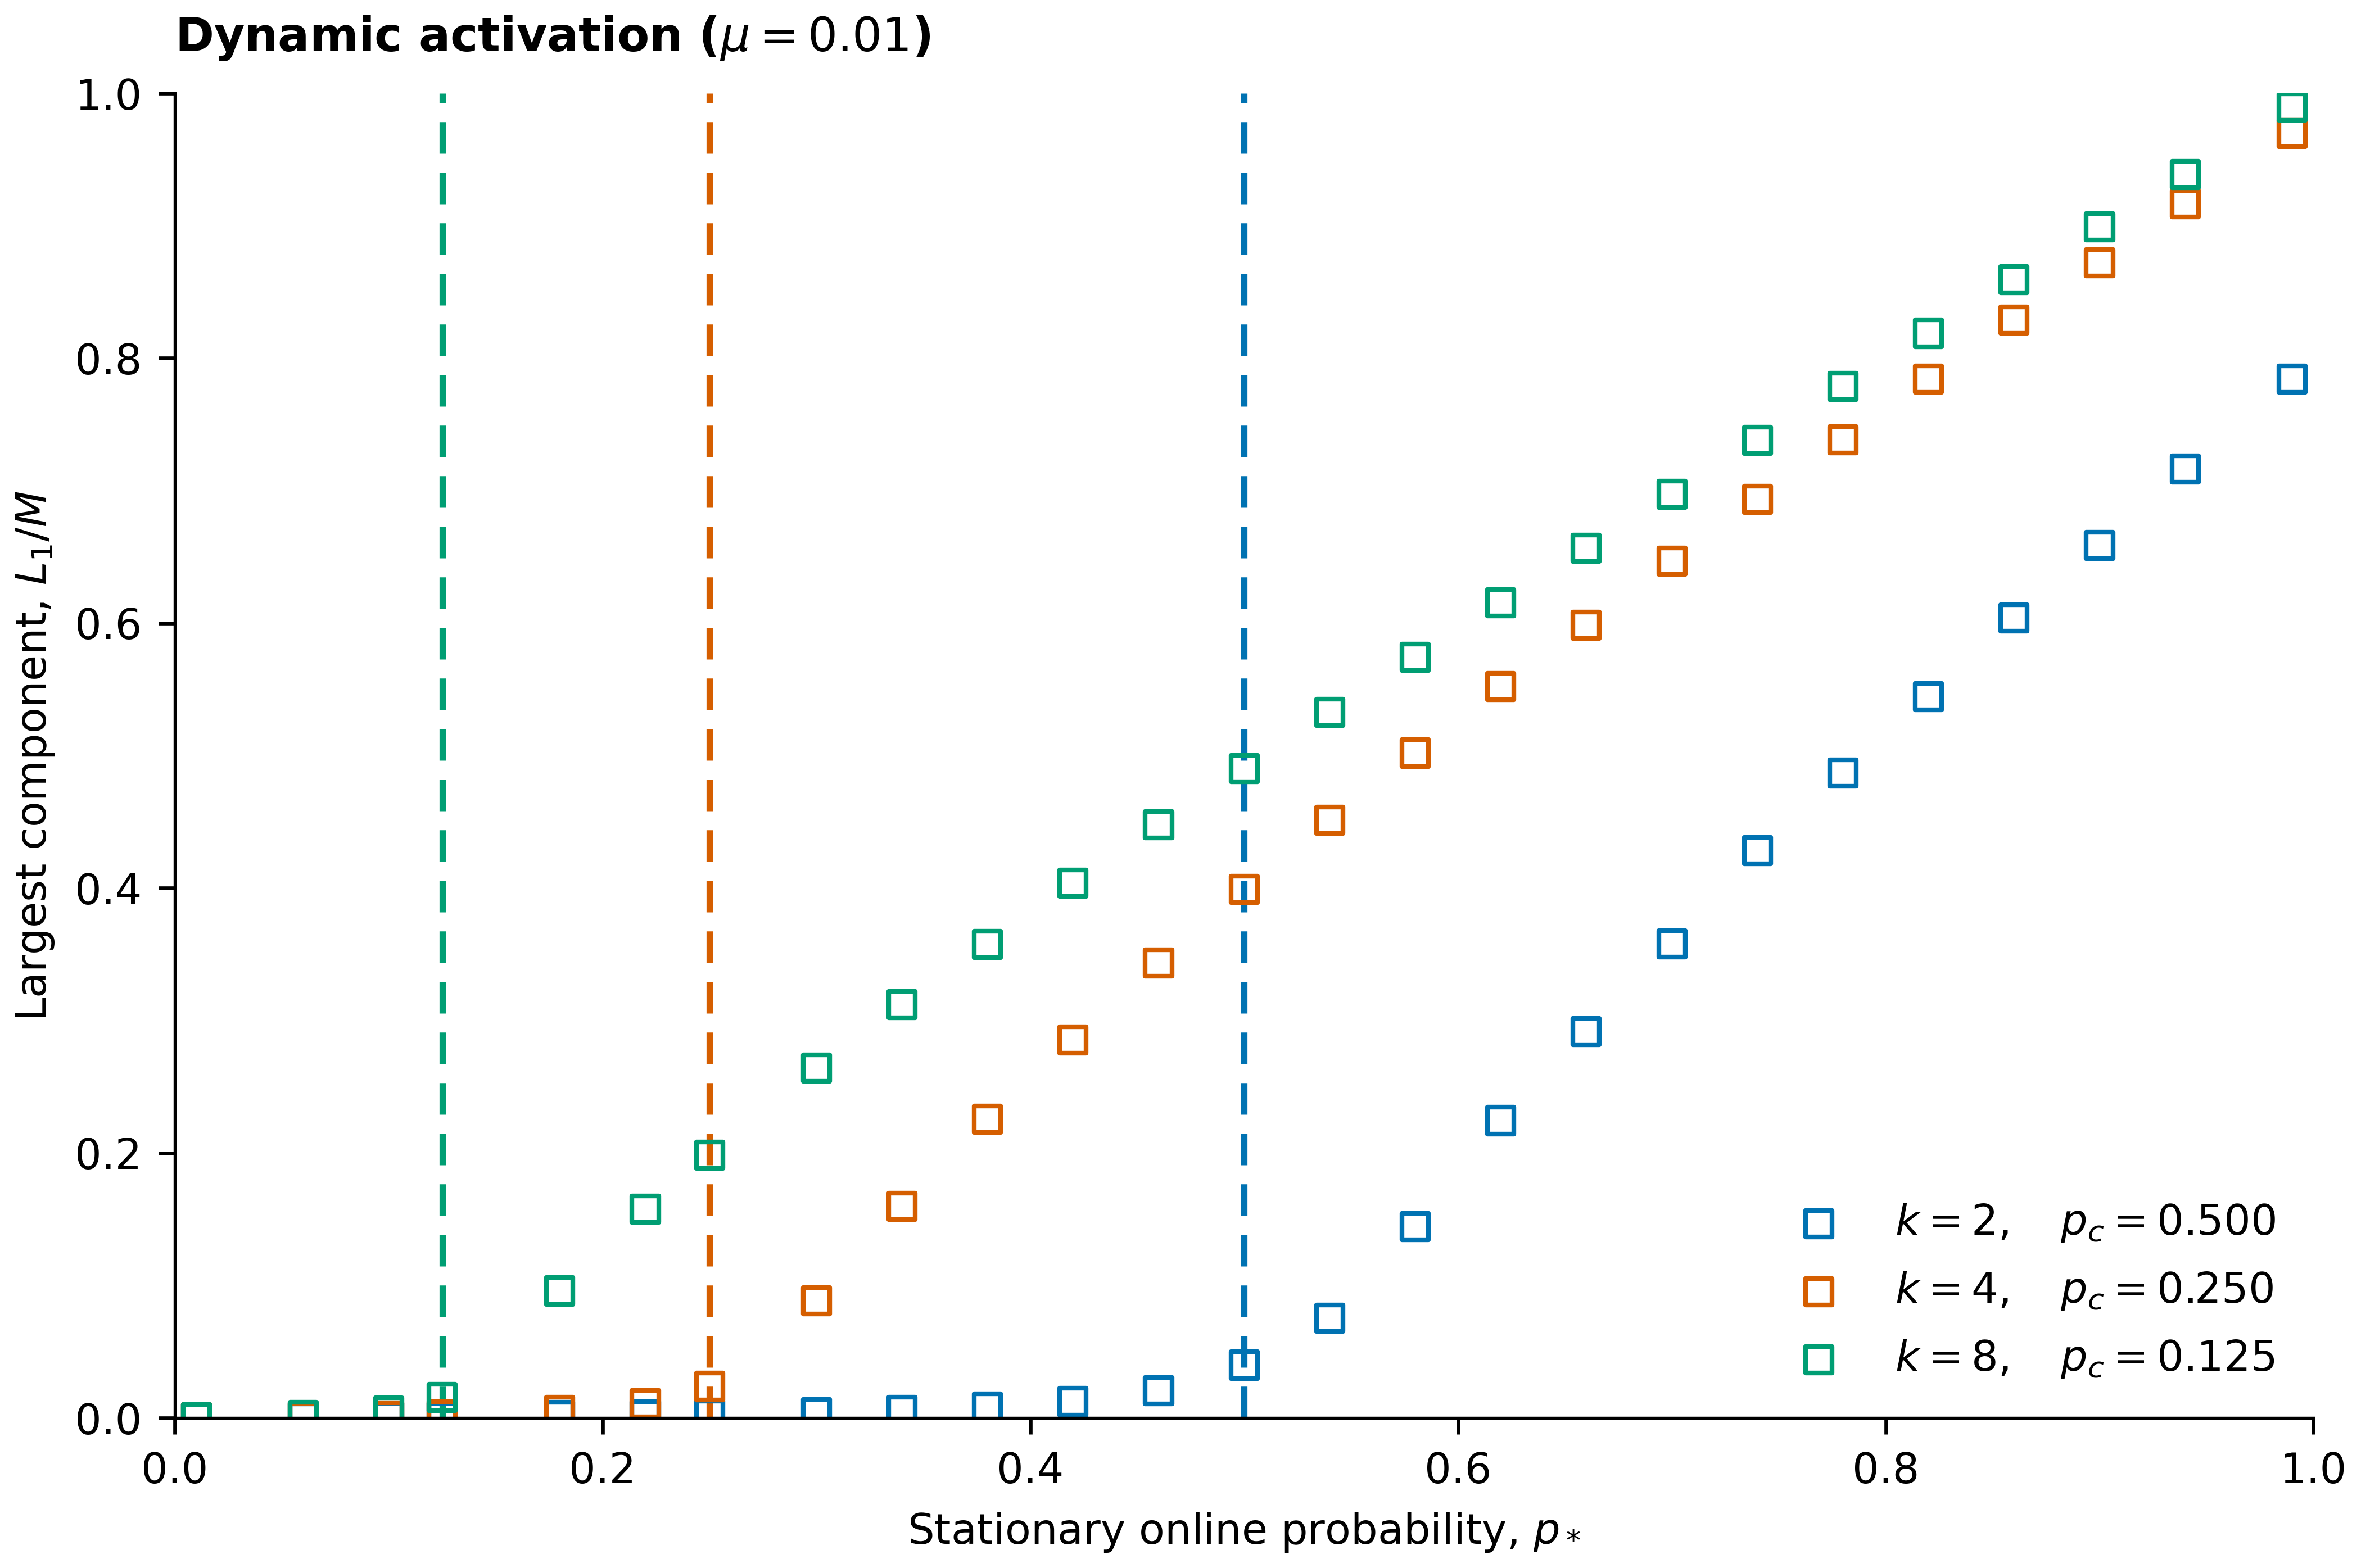 Dynamic activation (μ = 0.01)
Largest component, L₁/M
1.0
0.8
0.6
0.4
0.2
0.0
k = 2, p_c = 0.500
k = 4, p_c = 0.250
k = 8, p_c = 0.125
0.0 0.2 0.4 0.6 0.8 1.0
Stationary online probability, p_*